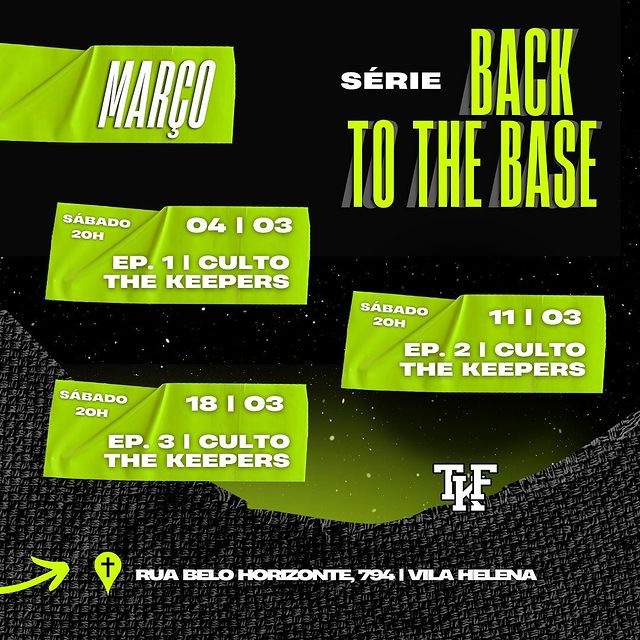 MARÇO
SÉRIE BACK
TO THE BASE
SÁBADO
20H
04 | 03
EP. 1 | CULTO
THE KEEPERS
SÁBADO
20H
11 | 03
EP. 2 | CULTO
THE KEEPERS
SÁBADO
20H
18 | 03
EP. 3 | CULTO
THE KEEPERS
TKF
RUA BELO HORIZONTE, 794 | VILA HELENA